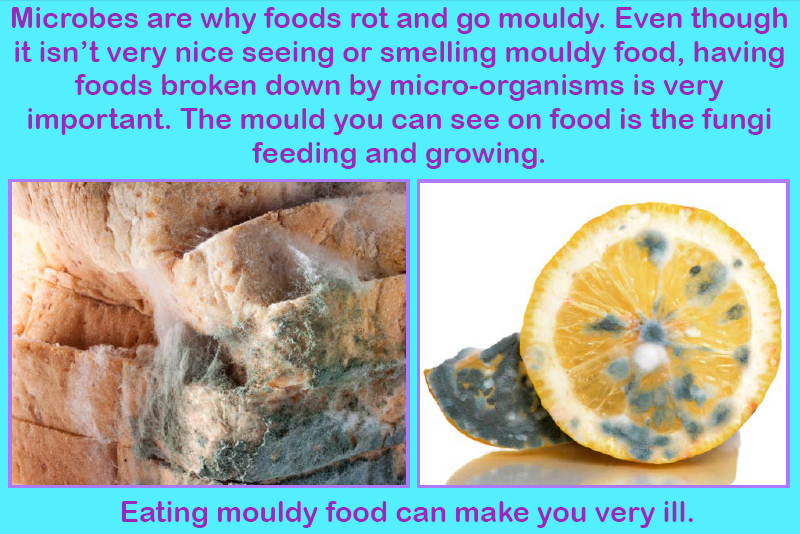 Microbes are why foods rot and go mouldy. Even though
it isn't very nice seeing or smelling mouldy food, having
foods broken down by micro-organisms is very
important. The mould you can see on food is the fungi
feeding and growing.
Eating mouldy food can make you very ill.